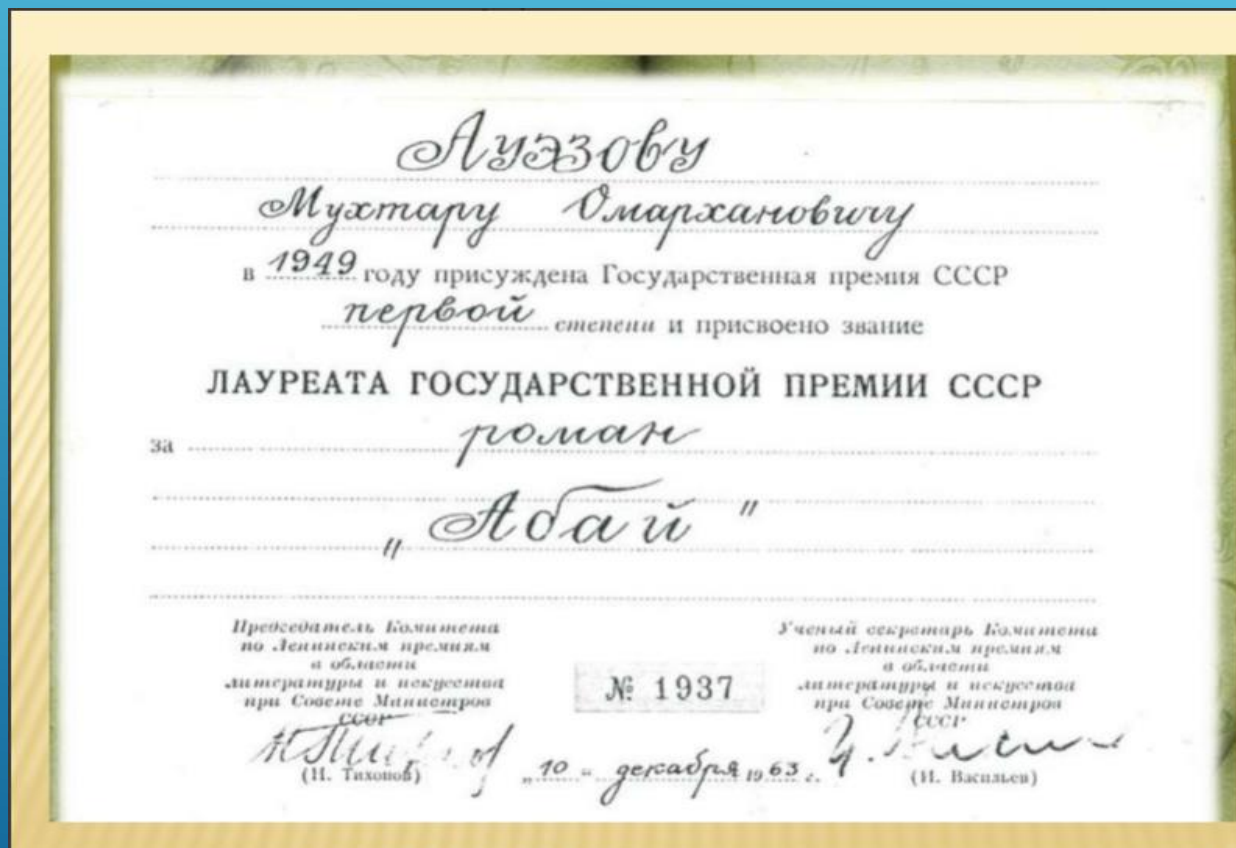 Ауэзову
Мухтару Омархановичу
в 1949 году присуждена Государственная премия СССР
первой степени и присвоено звание
ЛАУРЕАТА ГОСУДАРСТВЕННОЙ ПРЕМИИ СССР
за роман
„Абай"
Председатель Комитета
по Ленинским премиям
в области
литературы и искусства
при Совете Министров
СССР
(Н. Тихонов)
№ 1937
„10" декабря 1963 г.
Ученый секретарь Комитета
по Ленинским премиям
в области
литературы и искусства
при Совете Министров
СССР
(И. Васильев)